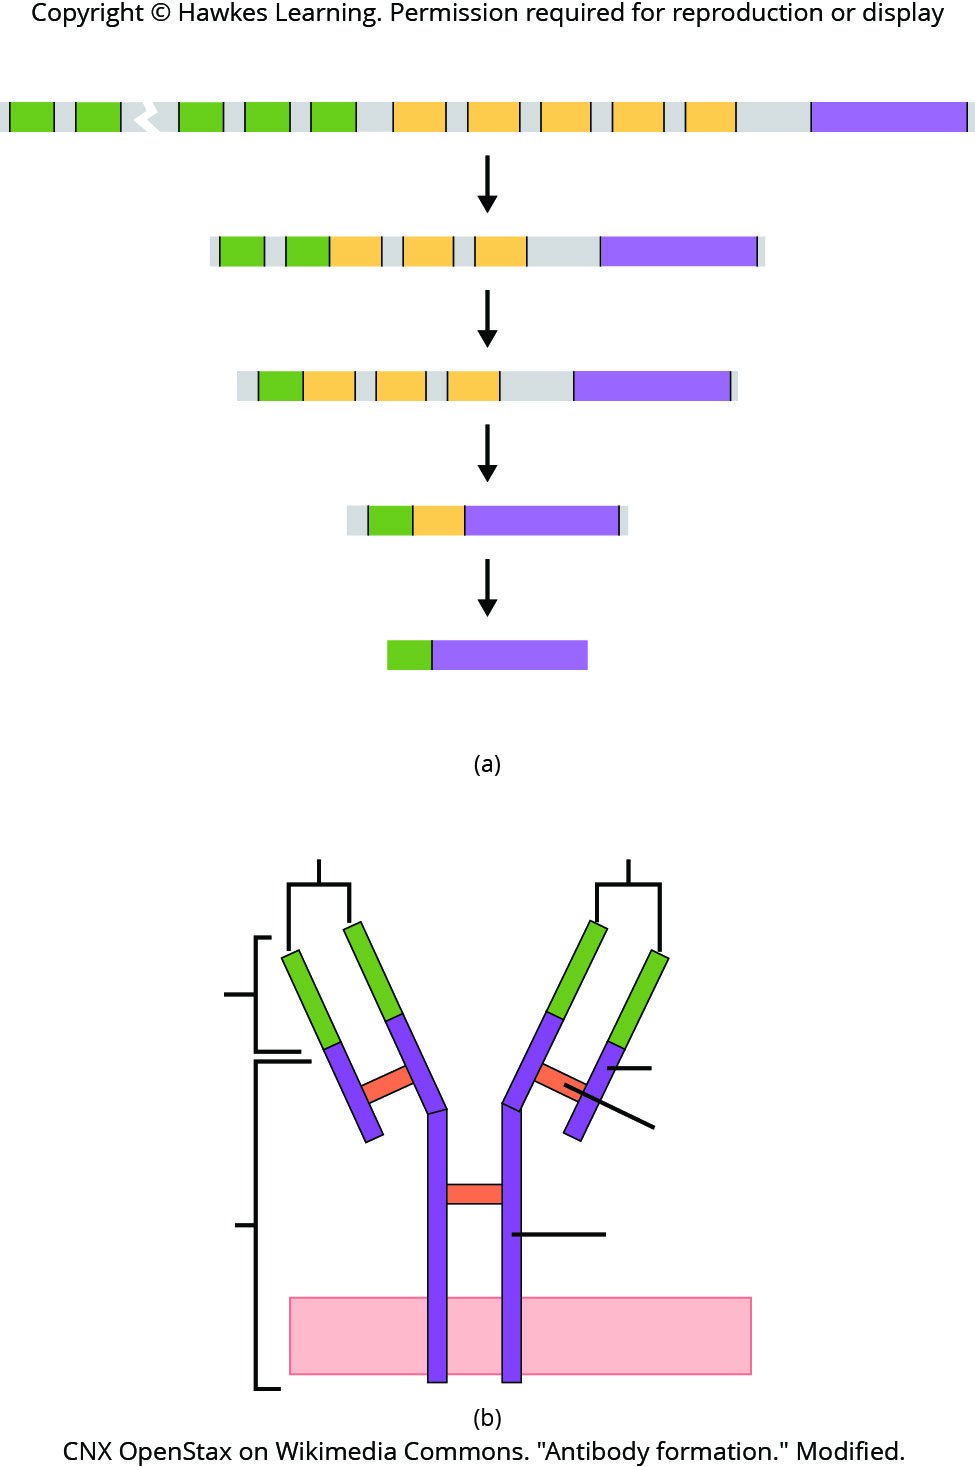 Copyright © Hawkes Learning. Permission required for reproduction or display
(a)
(b)
CNX OpenStax on Wikimedia Commons. "Antibody formation." Modified.